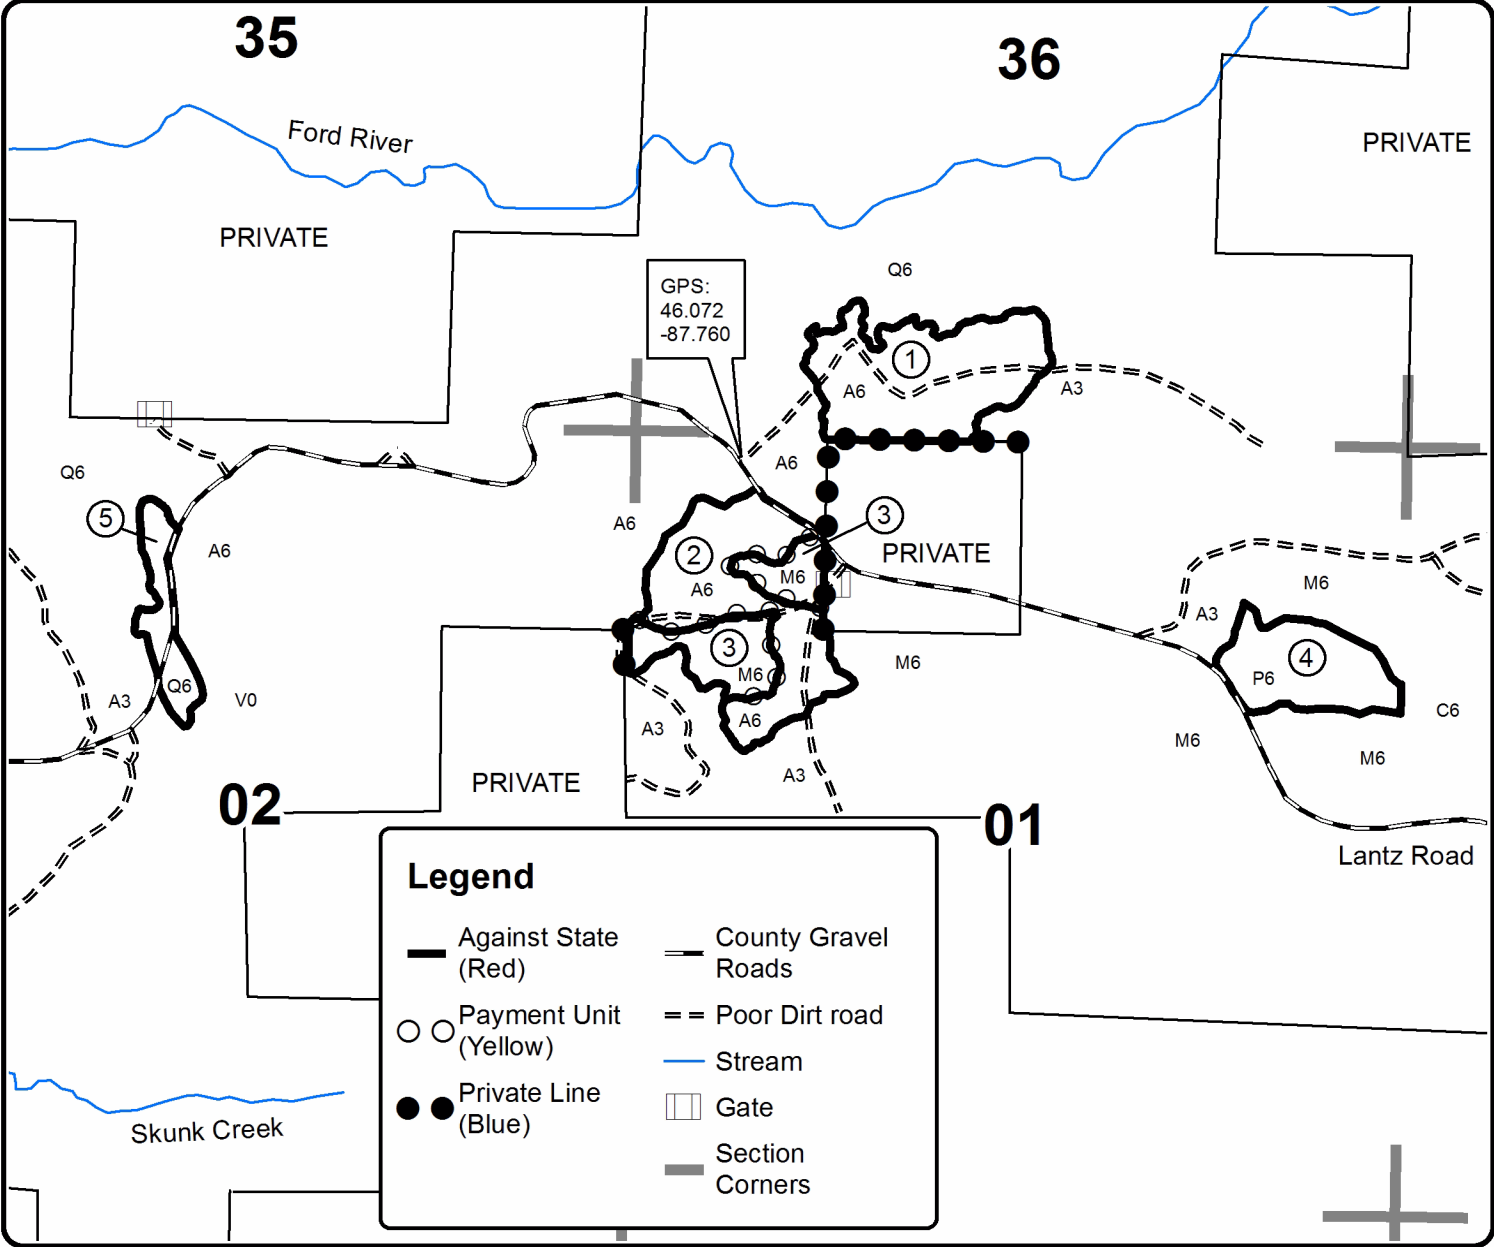 35
36
Ford River
PRIVATE
PRIVATE
Q6
GPS:
46.072
-87.760
1
A6
A3
Q6
A6
5
A6
A6
3
PRIVATE
2
M6
A6
M6
A3
3
4
M6
M6
P6
Q6
A3
V0
A6
A3
C6
M6
M6
PRIVATE
A3
02
01
Lantz Road
Legend
Against State
(Red)
County Gravel
Roads
Payment Unit
(Yellow)
Poor Dirt road
Stream
Private Line
(Blue)
Gate
Section
Corners
Skunk Creek